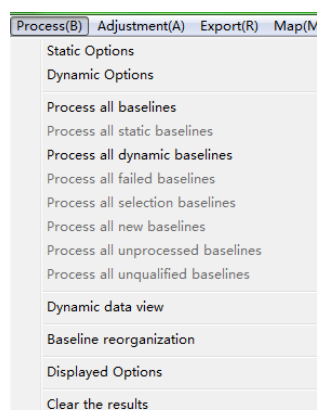 Process(B) Adjustment(A) Export(R) Map(M
Static Options
Dynamic Options
Process all baselines
Process all static baselines
Process all dynamic baselines
Process all failed baselines
Process all selection baselines
Process all new baselines
Process all unprocessed baselines
Process all unqualified baselines
Dynamic data view
Baseline reorganization
Displayed Options
Clear the results